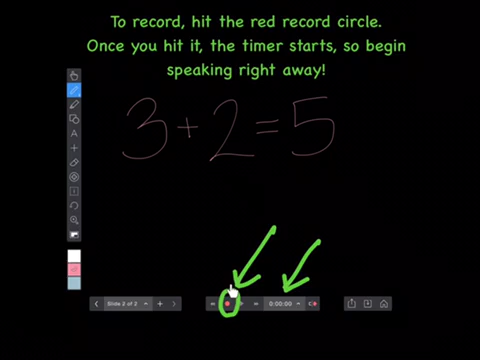 To record, hit the red record circle.
Once you hit it, the timer starts, so begin
speaking right away!
3+2=5
Slide 2 of 2
0:00:00